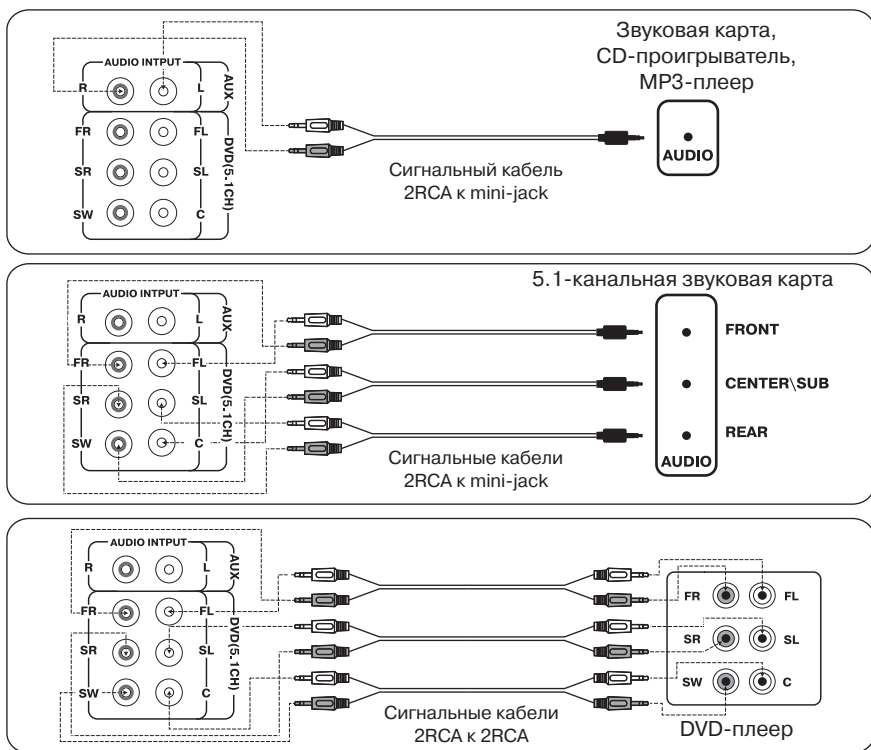 Звуковая карта,
CD-проигрыватель,
MP3-плеер
AUDIO INTPUT
R L
AUX
FR FL
SR SL
SW C
DVD(5.1CH)
AUDIO
Сигнальный кабель
2RCA к mini-jack
5.1-канальная звуковая карта
AUDIO INTPUT
R L
AUX
FR FL
SR SL
SW C
DVD(5.1CH)
FRONT
CENTER\SUB
REAR
AUDIO
Сигнальные кабели
2RCA к mini-jack
AUDIO INTPUT
R L
AUX
FR FL
SR SL
SW C
DVD(5.1CH)
FR FL
SR SL
SW C
Сигнальные кабели
2RCA к 2RCA
DVD-плеер